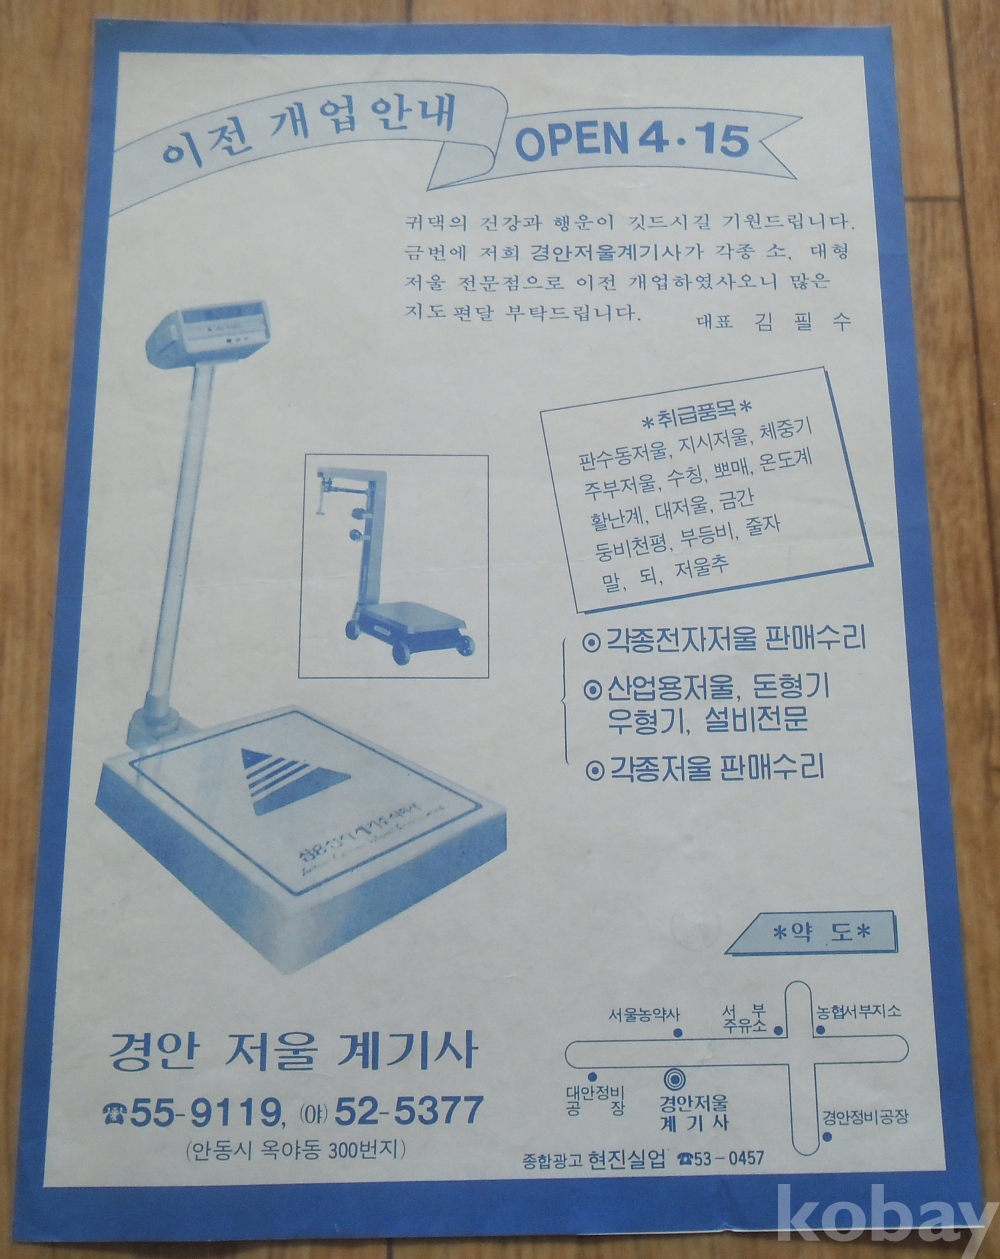 이전 개업안내
OPEN 4·15
귀댁의 건강과 행운이 깃드시길 기원드립니다.
금번에 저희 경안저울계기사가 각종 소, 대형
저울 전문점으로 이전 개업하였사오니 많은
지도편달 부탁드립니다.
대표 김 필 수
*취급품목*
판수동저울, 지시저울, 체중기
주부저울, 수칭, 뽀매, 온도계
활난계, 대저울, 금간
둥비천평, 부등비, 줄자
말, 되, 저울추
◉ 각종전자저울 판매수리
◉ 산업용저울, 돈형기
우형기, 설비전문
◉ 각종저울 판매수리
*약 도*
서울농약사
서 부
주유소
농협서부지소
대안정비
공 장
경안저울
계 기 사
경안정비공장
경안 저울 계기사
☎55-9119, (야) 52-5377
(안동시 옥야동 300번지)
종합광고 현진실업 ☎53-0457
kobay